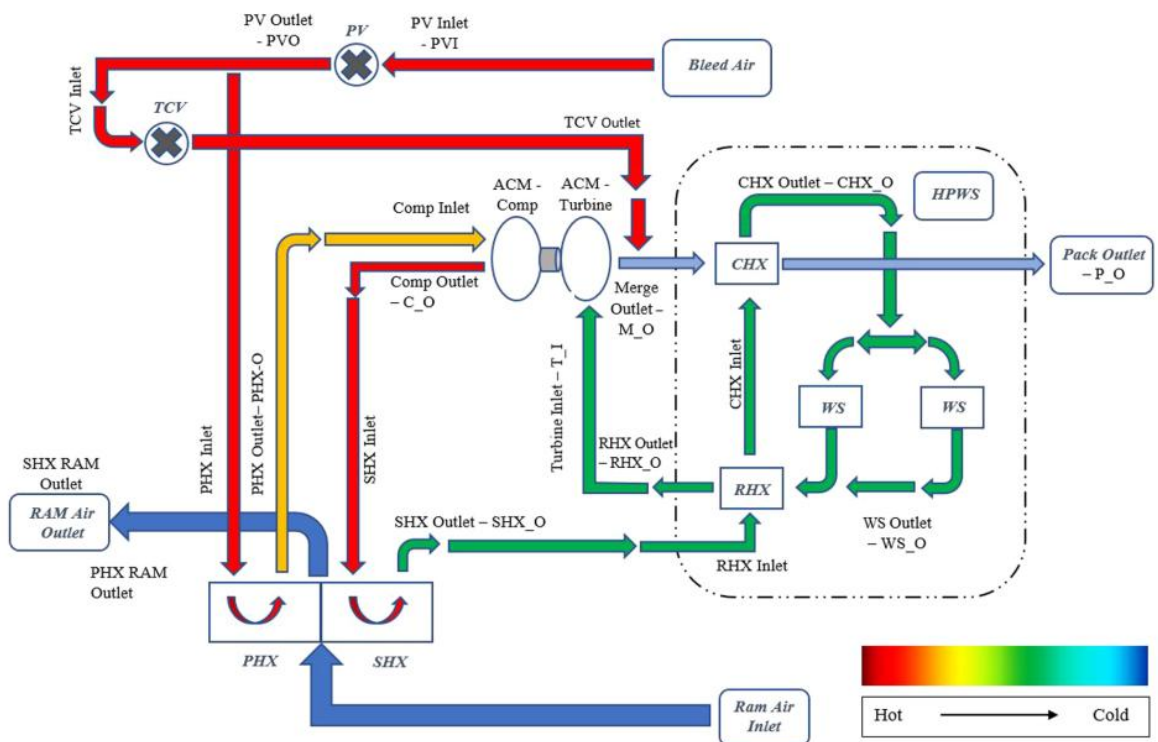 PV Outlet
- PVO
PV
PV Inlet
- PVI
Bleed Air
TCV Inlet
TCV
TCV Outlet
ACM -
Comp
ACM -
Turbine
CHX Outlet – CHX_O
HPWS
Comp Inlet
CHX
Pack Outlet
– P_O
Comp Outlet
– C_O
Merge
Outlet –
M_O
PHX Inlet
PHX Outlet– PHX-O
SHX Inlet
Turbine Inlet – T_I
CHX Inlet
WS
WS
RHX Outlet
– RHX_O
RHX
SHX RAM
Outlet
RAM Air
Outlet
SHX Outlet – SHX_O
WS Outlet
– WS_O
RHX Inlet
PHX RAM
Outlet
PHX
SHX
Ram Air
Inlet
Hot
Cold